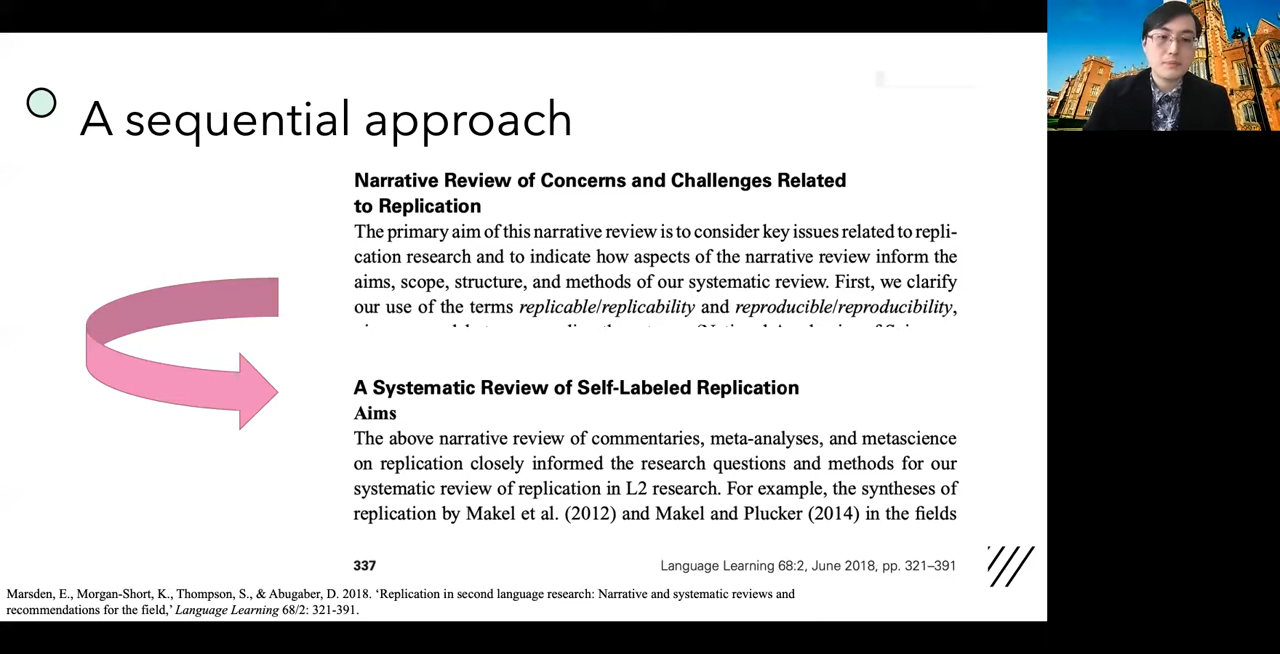 A sequential approach
Narrative Review of Concerns and Challenges Related
to Replication
The primary aim of this narrative review is to consider key issues related to repli-
cation research and to indicate how aspects of the narrative review inform the
aims, scope, structure, and methods of our systematic review. First, we clarify
our use of the terms replicable/replicability and reproducible/reproducibility,
A Systematic Review of Self-Labeled Replication
Aims
The above narrative review of commentaries, meta-analyses, and metascience
on replication closely informed the research questions and methods for our
systematic review of replication in L2 research. For example, the syntheses of
replication by Makel et al. (2012) and Makel and Plucker (2014) in the fields
337 Language Learning 68:2, June 2018, pp. 321–391
Marsden, E., Morgan-Short, K., Thompson, S., & Abugaber, D. 2018. ‘Replication in second language research: Narrative and systematic reviews and
recommendations for the field,’ Language Learning 68/2: 321-391.